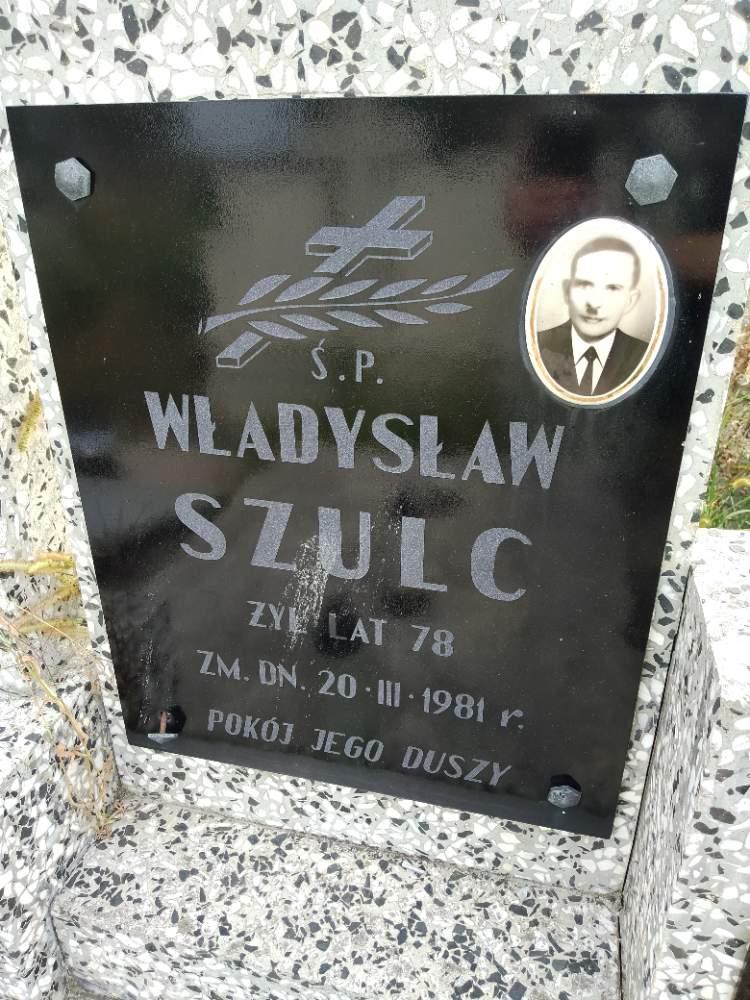 Ś.P.
WŁADYSŁAW
SZULC
ŻYŁ LAT 78
ZM. DN. 20·III·1981 r.
POKÓJ JEGO DUSZY